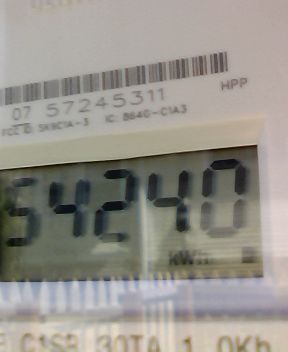 HPP
07 57245311
FCC ID: SK9C1A-3 IC: 864G-C1A3
54240
kWh
C1SR 30TA 1.0Kh